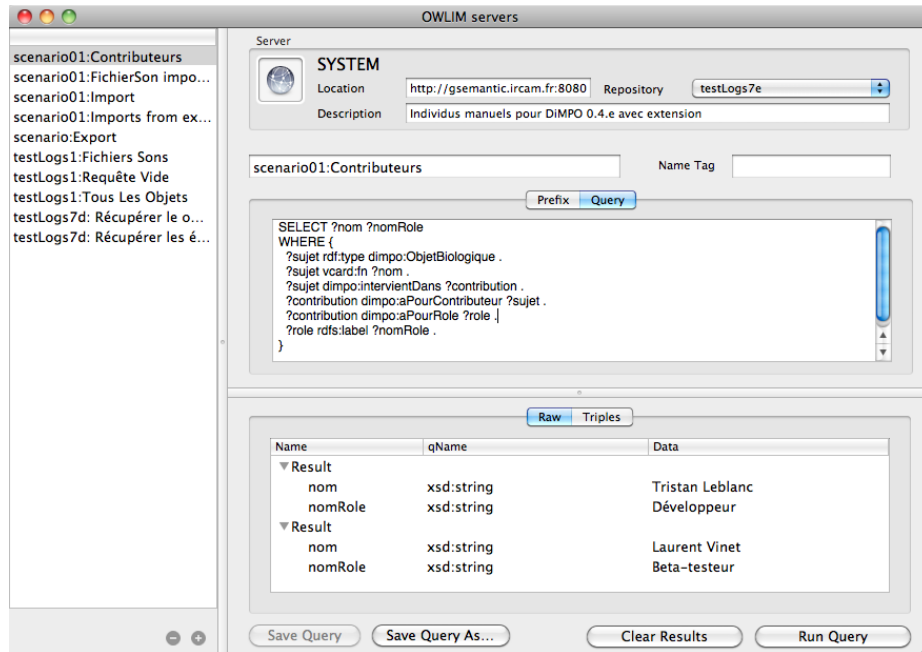 OWLIM servers
scenario01:Contributeurs
scenario01:FichierSon impo...
scenario01:Import
scenario01:Imports from ex...
scenario:Export
testLogs1:Fichiers Sons
testLogs1:Requête Vide
testLogs1:Tous Les Objets
testLogs7d: Récupérer le o...
testLogs7d: Récupérer les é...
Server
SYSTEM
Location http://gsemantic.ircam.fr:8080 Repository testLogs7e
Description Individus manuels pour DiMPO 0.4.e avec extension
scenario01:Contributeurs Name Tag
Prefix Query
SELECT ?nom ?nomRole
WHERE {
?sujet rdf:type dimpo:ObjetBiologique .
?sujet vcard:fn ?nom .
?sujet dimpo:intervientDans ?contribution .
?contribution dimpo:aPourContributeur ?sujet .
?contribution dimpo:aPourRole ?role .
?role rdfs:label ?nomRole .
}
Raw Triples
Name qName Data
Result
nom xsd:string Tristan Leblanc
nomRole xsd:string Développeur
Result
nom xsd:string Laurent Vinet
nomRole xsd:string Beta-testeur
Save Query Save Query As... Clear Results Run Query